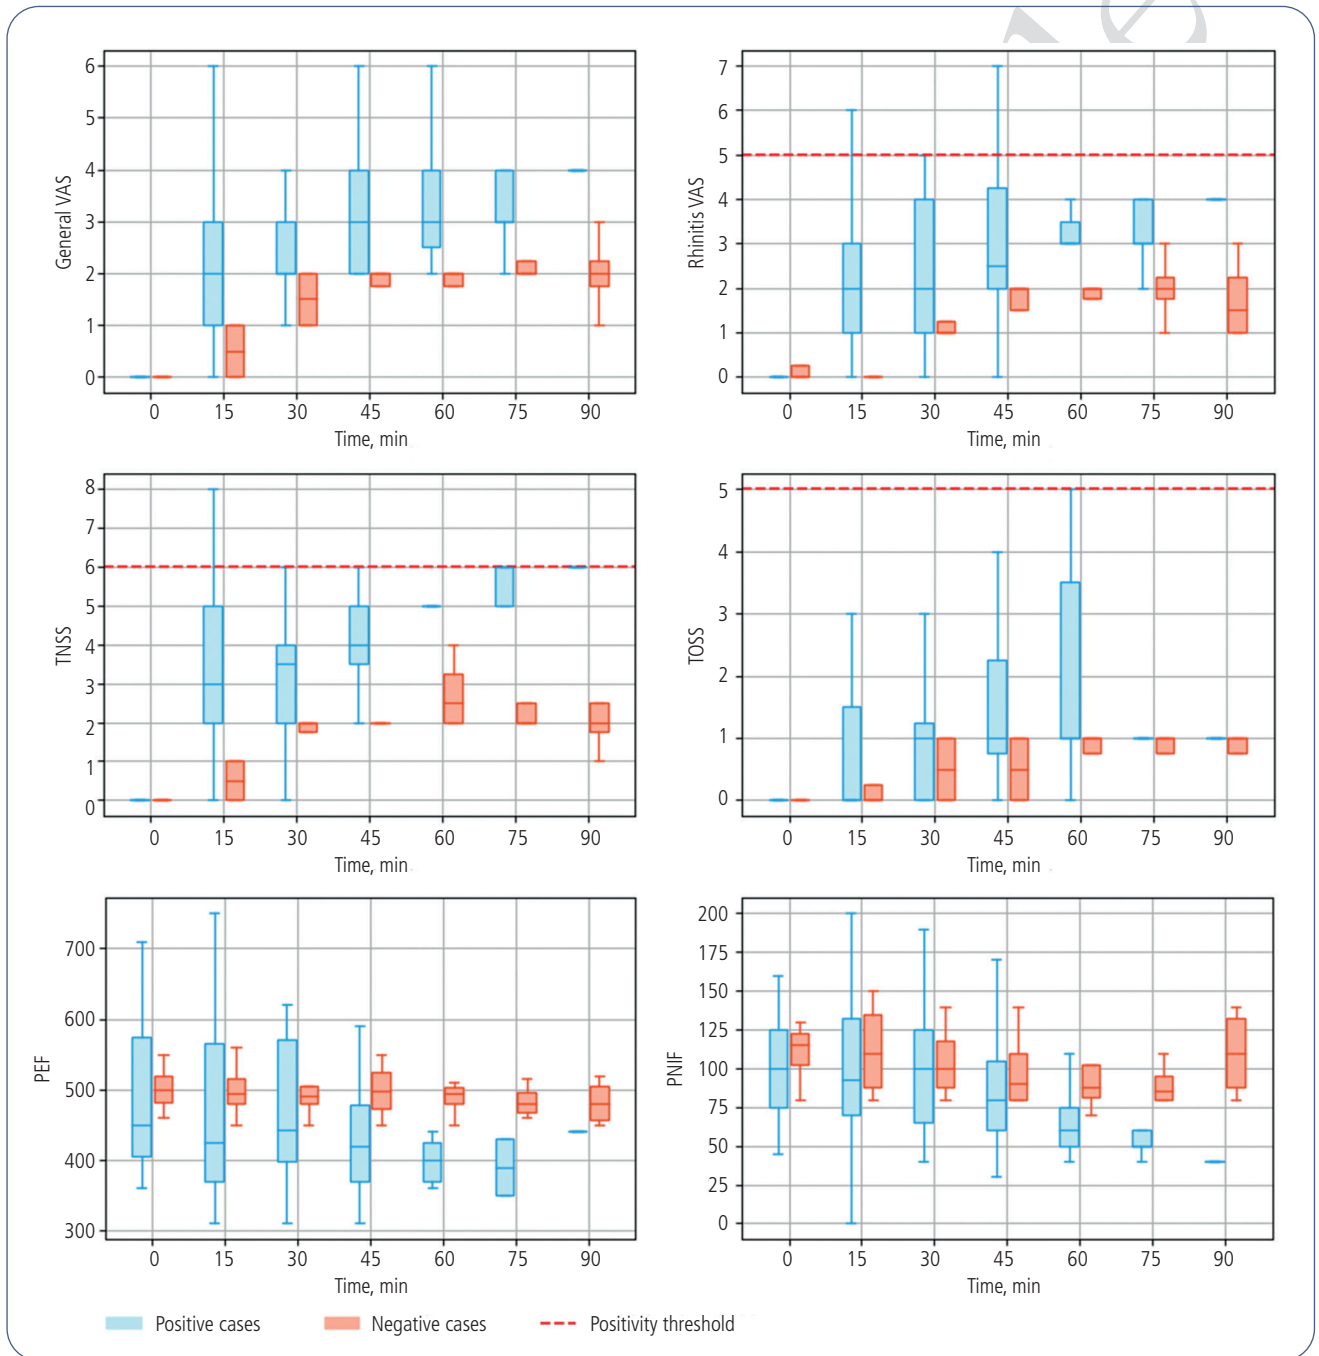 6
5
4
3
2
1
0
General VAS
0 15 30 45 60 75 90
Time, min
7
6
5
4
3
2
1
0
Rhinitis VAS
0 15 30 45 60 75 90
Time, min
8
7
6
5
4
3
2
1
0
TNSS
0 15 30 45 60 75 90
Time, min
5
4
3
2
1
0
TOSS
0 15 30 45 60 75 90
Time, min
700
600
500
400
300
PEF
0 15 30 45 60 75 90
Time, min
200
175
150
125
100
75
50
25
0
PNIF
0 15 30 45 60 75 90
Time, min
Positive cases Negative cases Positivity threshold